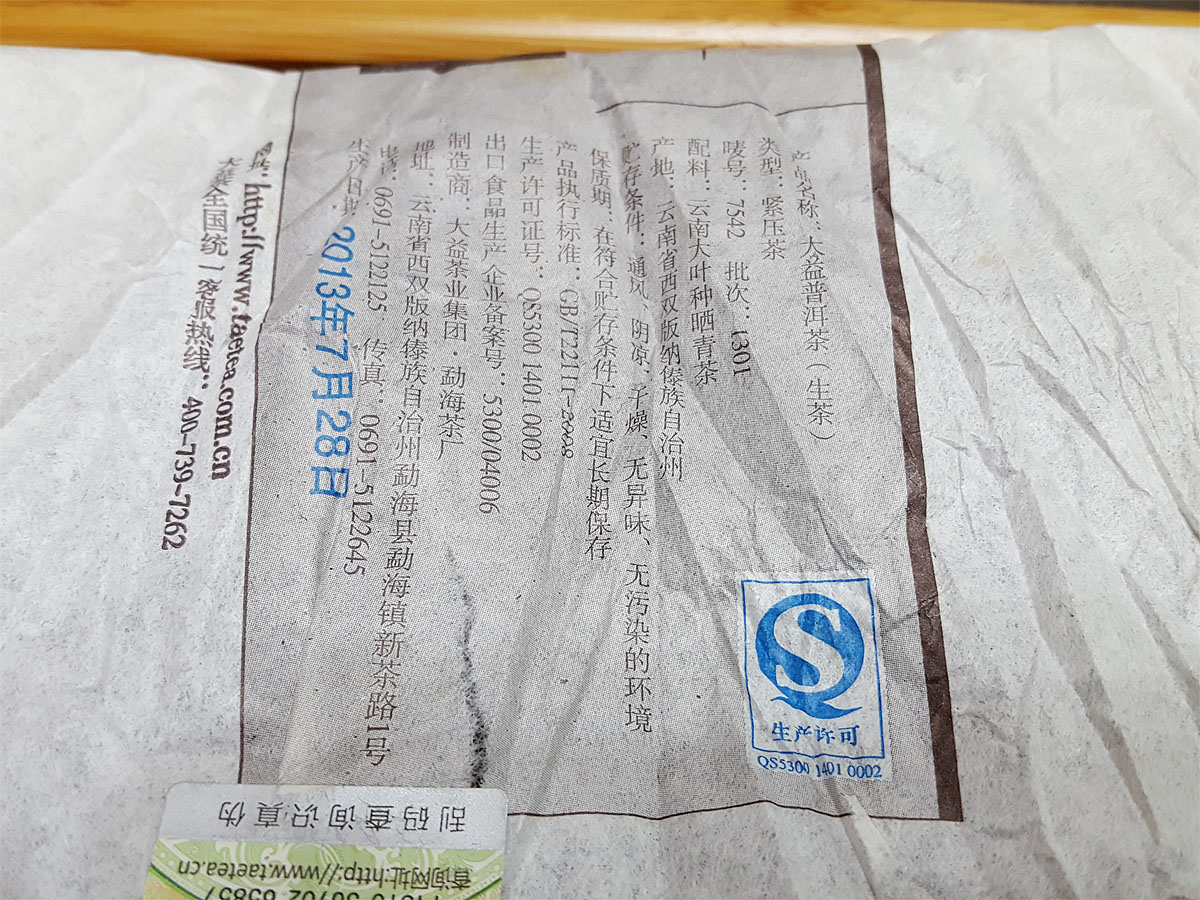 产品名称：大益普洱茶（生茶）
类型：紧压茶
唛号：7542 批次：1301
配料：云南大叶种晒青茶
产地：云南省西双版纳傣族自治州
贮存条件：通风、阴凉、干燥、无异味、无污染的环境
保质期：在符合贮存条件下适宜长期保存
产品执行标准：GB/T22111-2008
生产许可证号：QS5300 1401 0002
出口食品生产企业备案号：5300/04006
制造商：大益茶业集团·勐海茶厂
地址：云南省西双版纳傣族自治州勐海县勐海镇新茶路1号
电话：0691-5122125 传真：0691-5122645
生产日期：2013年7月28日
网址：http://www.taetea.com.cn
大益全国统一客服热线：400-739-7262
S
生产许可
QS5300 1401 0002
刮码查询识真伪
查询网址:http://www.taetea.cn